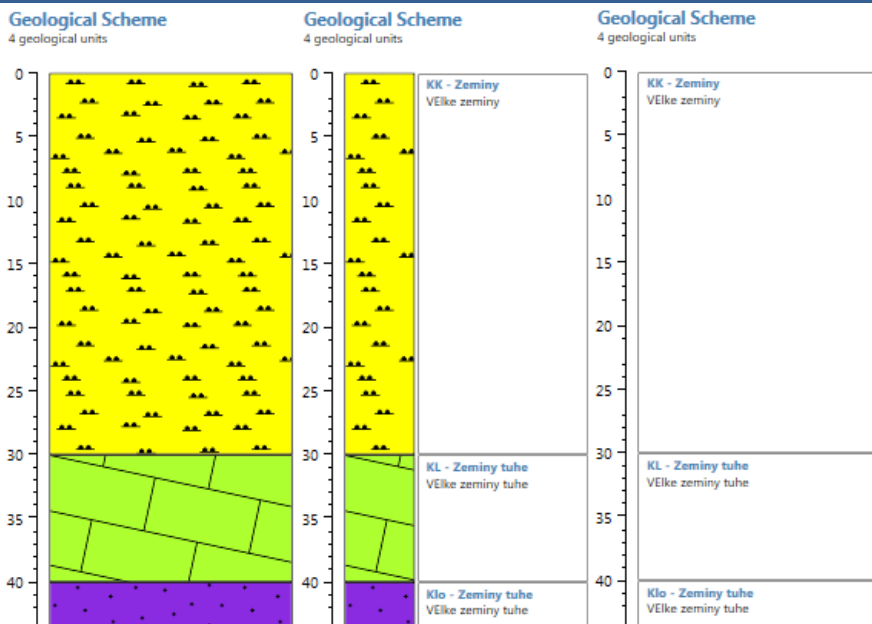 Geological Scheme
4 geological units
0
5
10
15
20
25
30
35
40
Geological Scheme
4 geological units
0
5
10
15
20
25
30
35
40
KK - Zeminy
VElke zeminy
KL - Zeminy tuhe
VElke zeminy tuhe
Klo - Zeminy tuhe
VElke zeminy tuhe
Geological Scheme
4 geological units
0
5
10
15
20
25
30
35
40
KK - Zeminy
VElke zeminy
KL - Zeminy tuhe
VElke zeminy tuhe
Klo - Zeminy tuhe
VElke zeminy tuhe